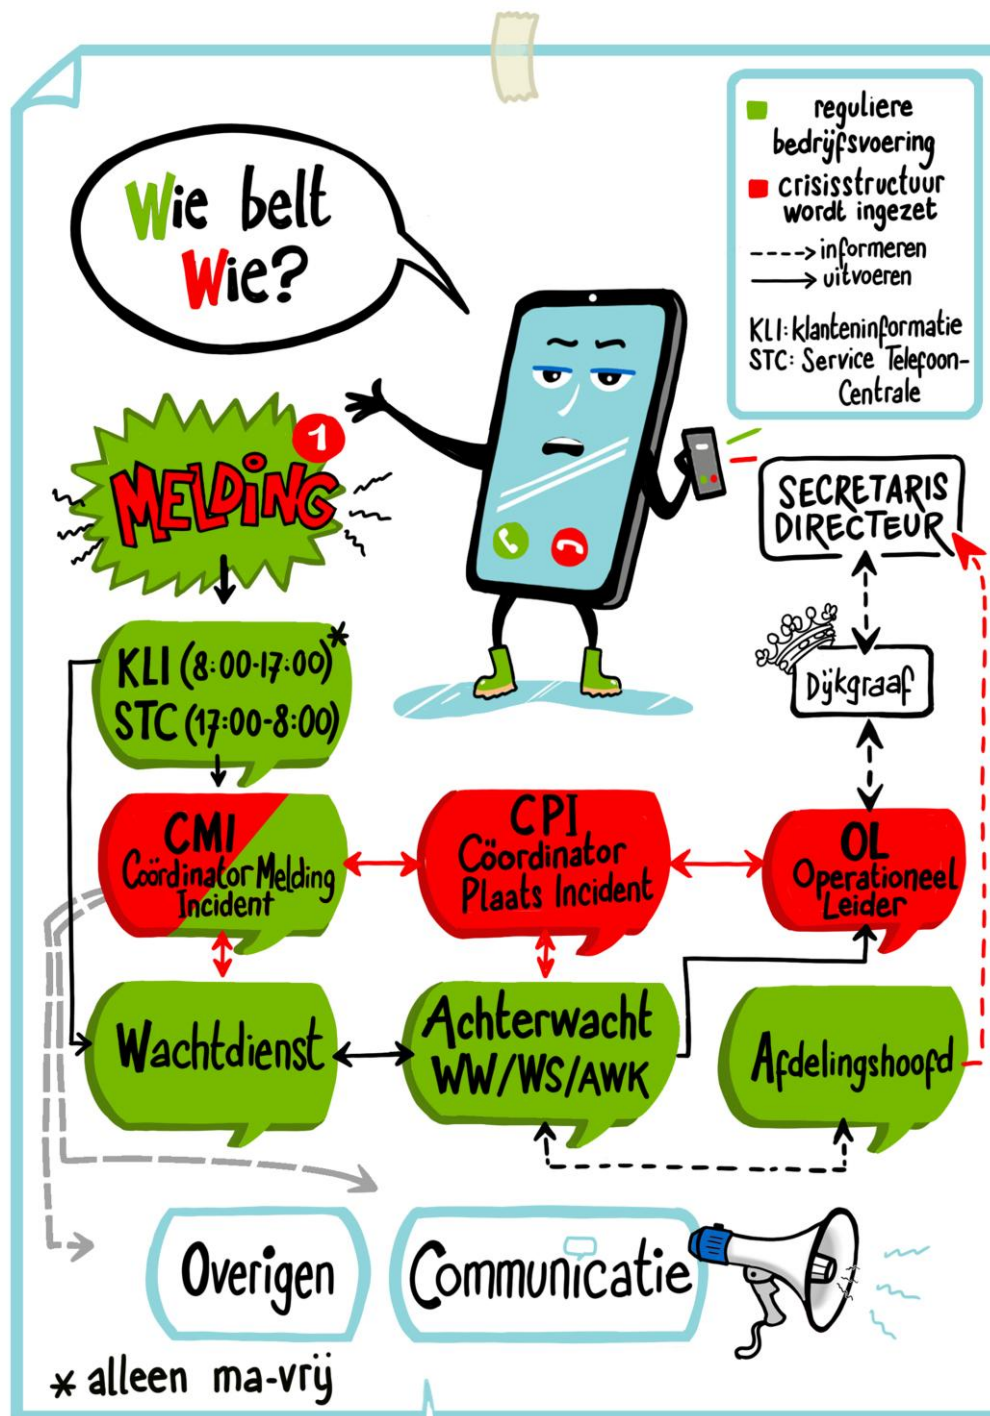 Wie belt
Wie?
reguliere
bedrijfsvoering
crisisstructuur
wordt ingezet
informeren
uitvoeren
KLI: klanteninformatie
STC: Service Telefoon-
Centrale
MELDING
1
SECRETARIS
DIRECTEUR
Dijkgraaf
KLI (8:00-17:00)*
STC (17:00-8:00)
CMI
Coördinator Melding
Incident
CPI
Cöordinator
Plaats Incident
OL
Operationeel
Leider
Wachtdienst
Achterwacht
WW/WS/AWK
Afdelingshoofd
Overigen
Communicatie
* alleen ma-vrij